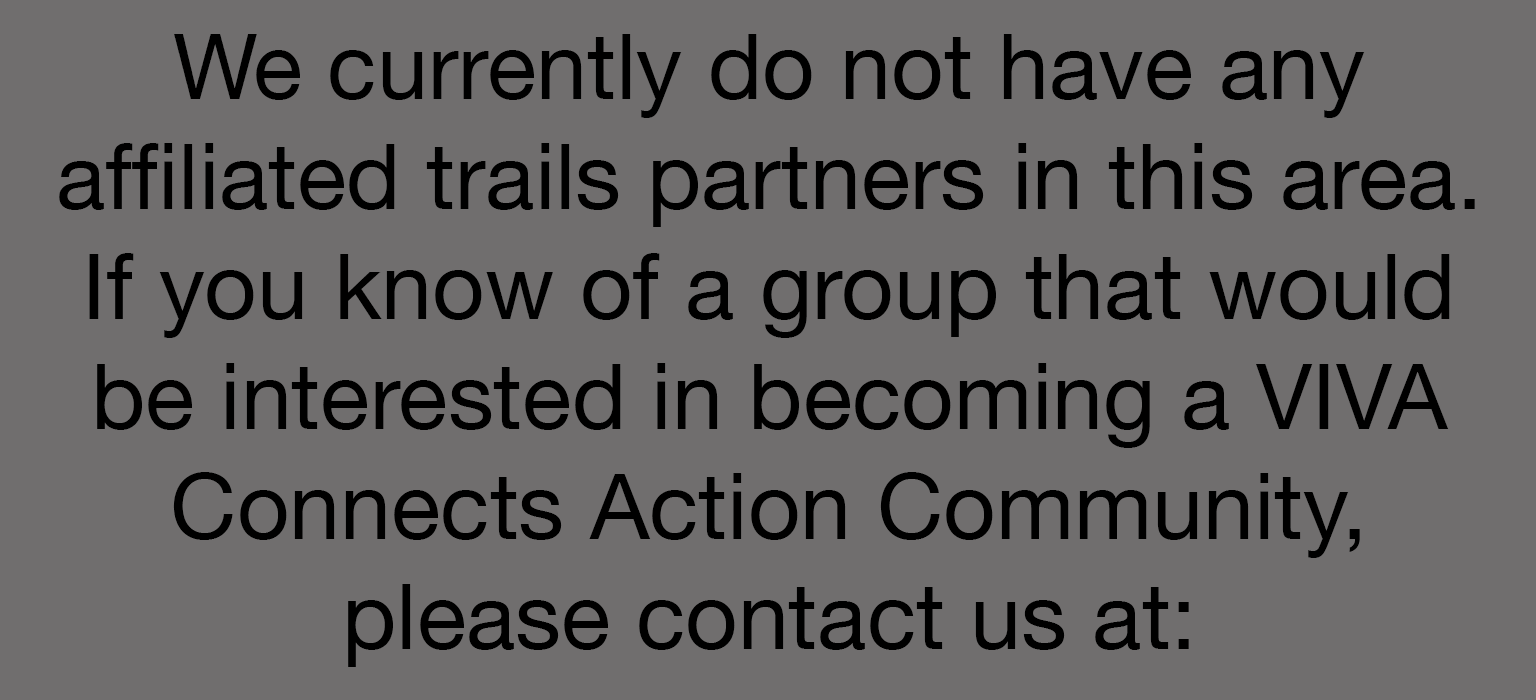 We currently do not have any
affiliated trails partners in this area.
If you know of a group that would
be interested in becoming a VIVA
Connects Action Community,
please contact us at: